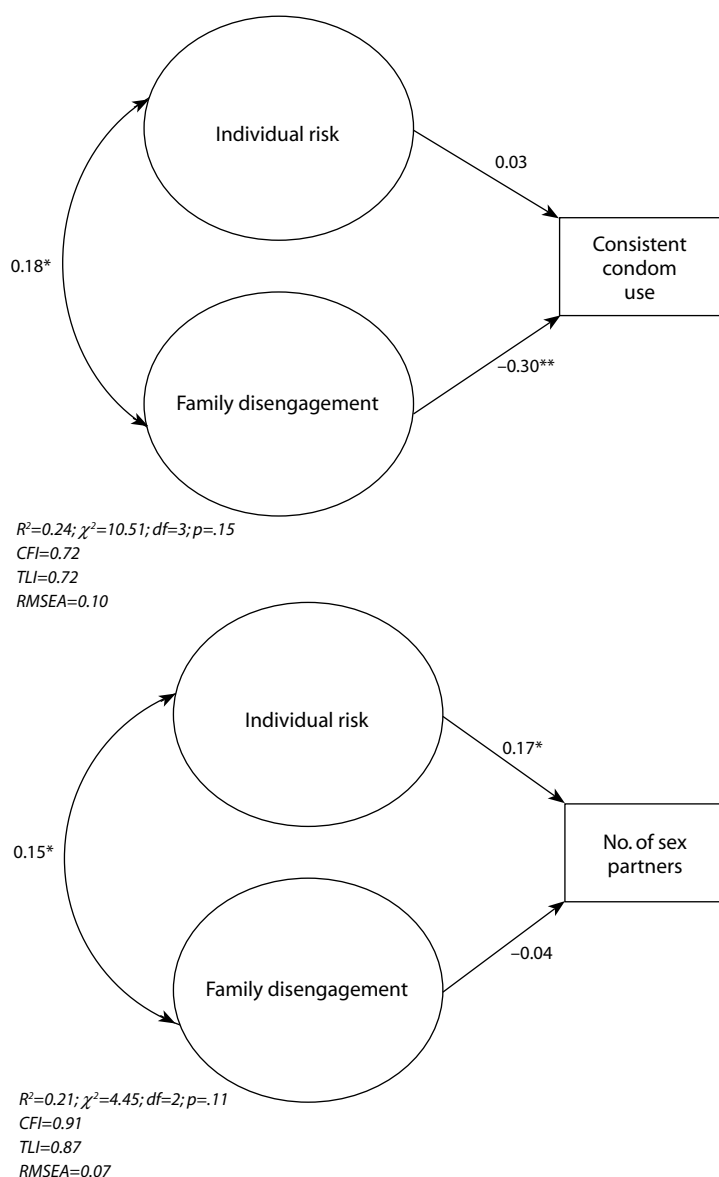 Individual risk
0.03
Consistent
condom
use
0.18*
–0.30**
Family disengagement
R²=0.24; χ²=10.51; df=3; p=.15
CFI=0.72
TLI=0.72
RMSEA=0.10
Individual risk
0.17*
No. of sex
partners
0.15*
–0.04
Family disengagement
R²=0.21; χ²=4.45; df=2; p=.11
CFI=0.91
TLI=0.87
RMSEA=0.07